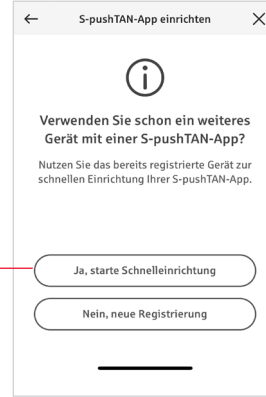 S-pushTAN-App einrichten
Verwenden Sie schon ein weiteres
Gerät mit einer S-pushTAN-App?
Nutzen Sie das bereits registrierte Gerät zur
schnellen Einrichtung Ihrer S-pushTAN-App.
Ja, starte Schnelleinrichtung
Nein, neue Registrierung